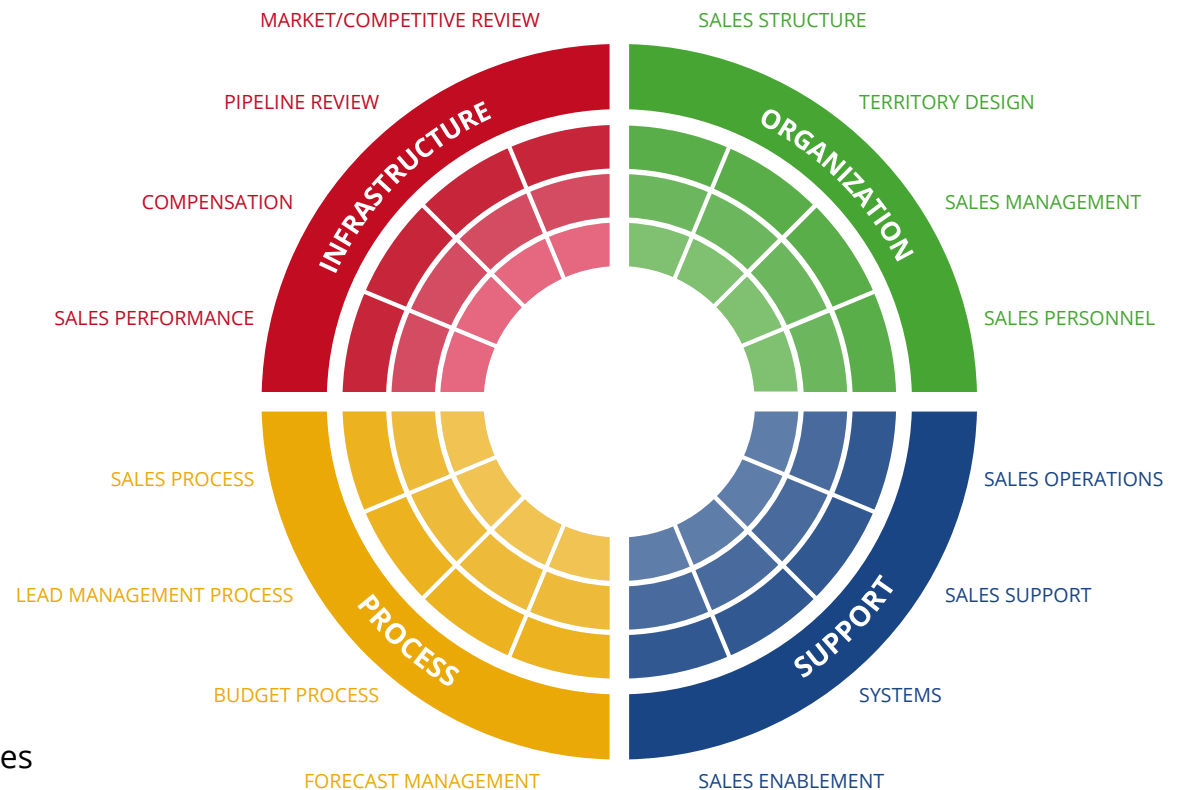 MARKET/COMPETITIVE REVIEW
SALES STRUCTURE
PIPELINE REVIEW
TERRITORY DESIGN
INFRASTRUCTURE
ORGANIZATION
COMPENSATION
SALES MANAGEMENT
SALES PERFORMANCE
SALES PERSONNEL
SALES PROCESS
SALES OPERATIONS
LEAD MANAGEMENT PROCESS
SALES SUPPORT
PROCESS
SUPPORT
BUDGET PROCESS
SYSTEMS
es
FORECAST MANAGEMENT
SALES ENABLEMENT